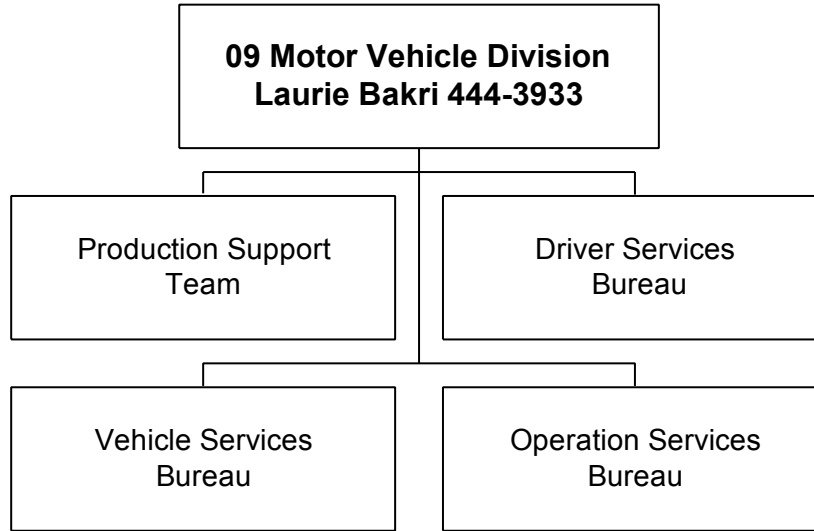 09 Motor Vehicle Division
Laurie Bakri 444-3933
Production Support
Team
Driver Services
Bureau
Vehicle Services
Bureau
Operation Services
Bureau